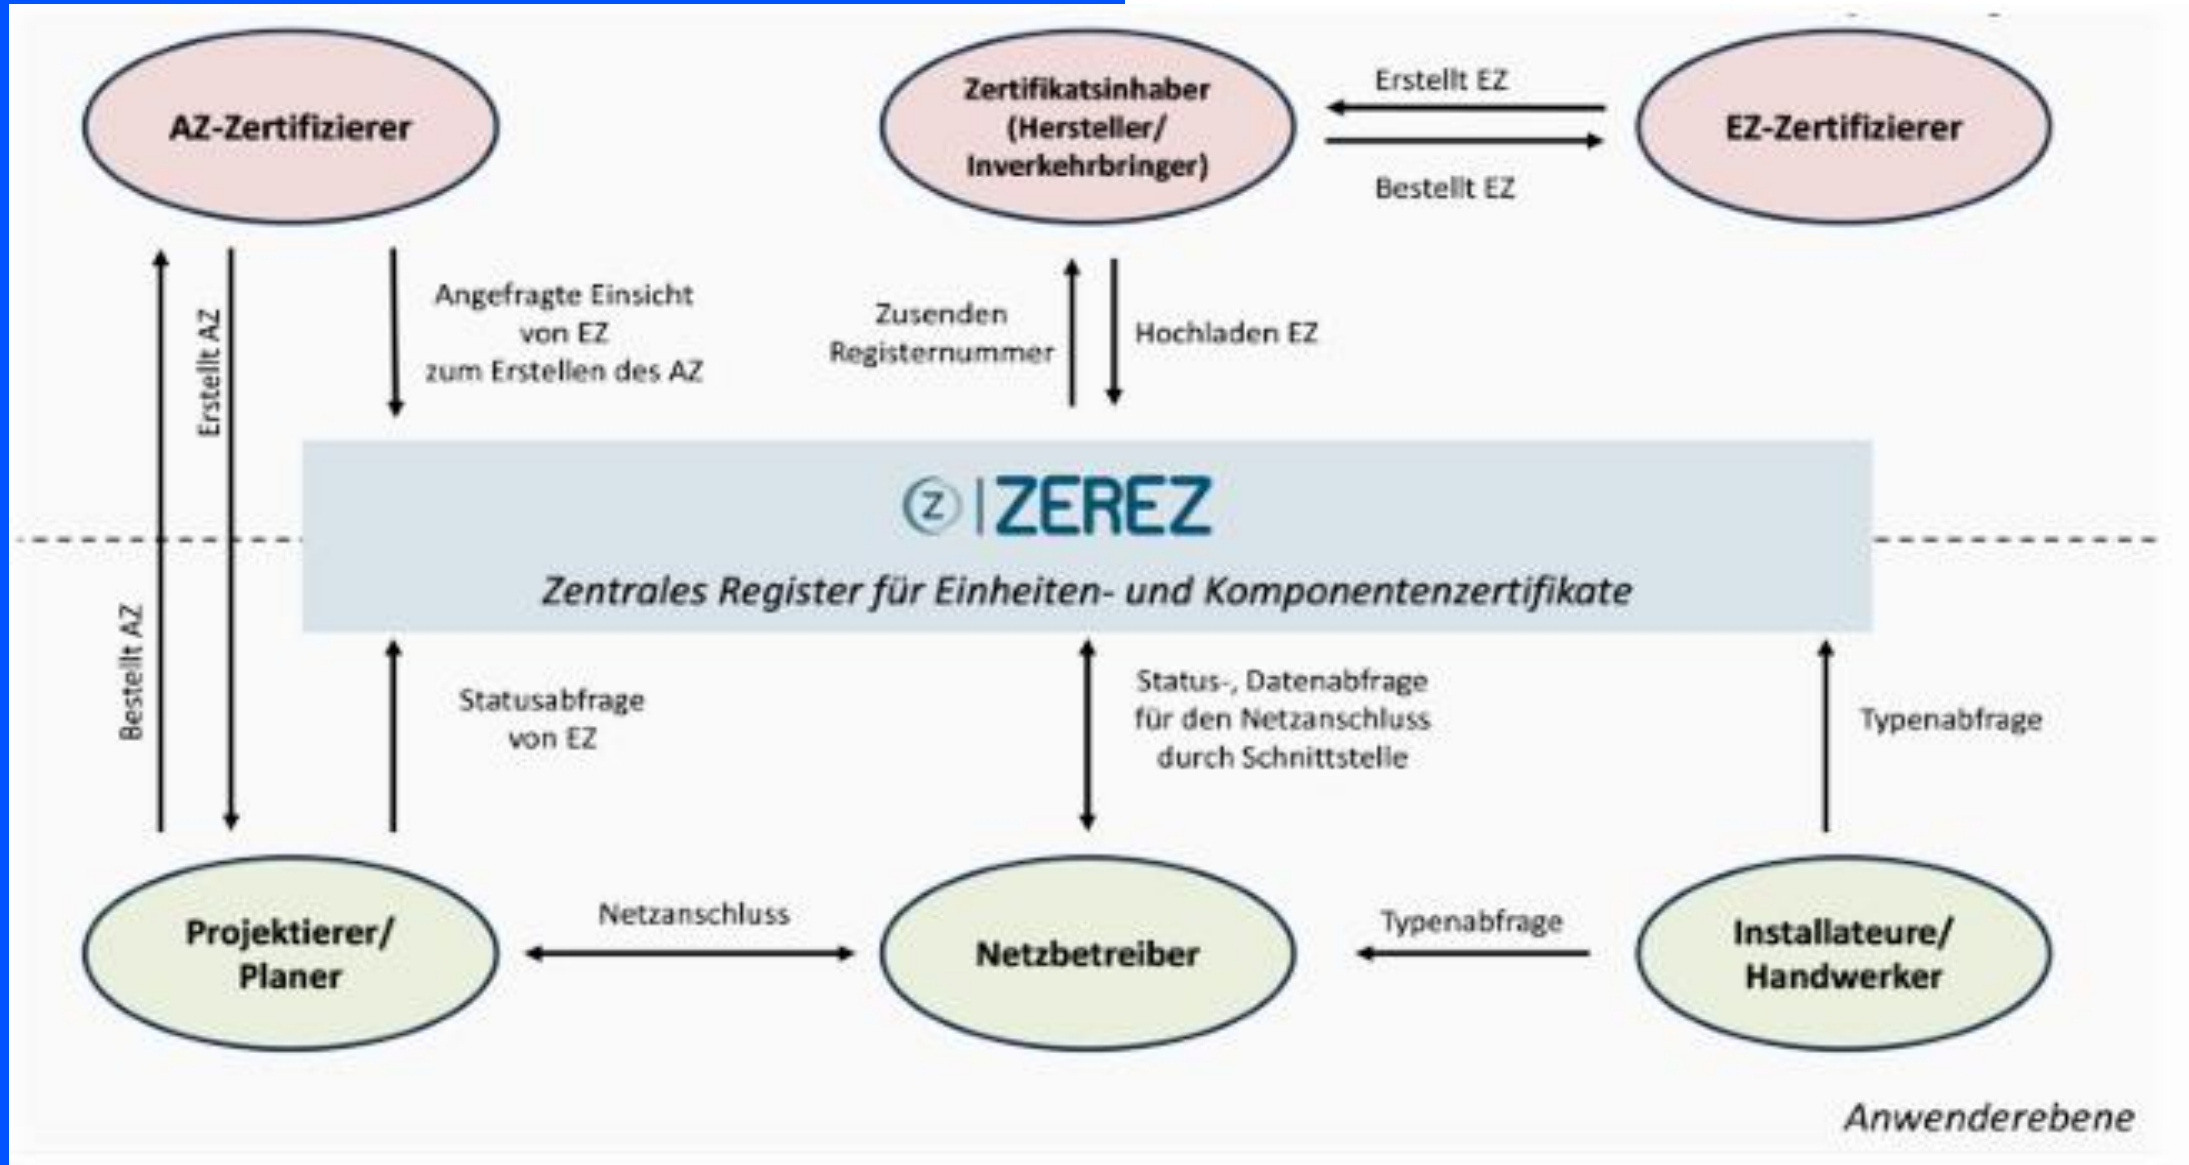 AZ-Zertifizierer
Zertifikatsinhaber
(Hersteller/
Inverkehrbringer)
Erstellt EZ
Bestellt EZ
EZ-Zertifizierer
Bestellt AZ
Erstellt AZ
Angefragte Einsicht
von EZ
zum Erstellen des AZ
Zusenden
Registernummer
Hochladen EZ
Z
ZEREZ
Zentrales Register für Einheiten- und Komponentenzertifikate
Statusabfrage
von EZ
Status-, Datenabfrage
für den Netzanschluss
durch Schnittstelle
Typenabfrage
Projektierer/
Planer
Netzanschluss
Netzbetreiber
Typenabfrage
Installateure/
Handwerker
Anwenderebene